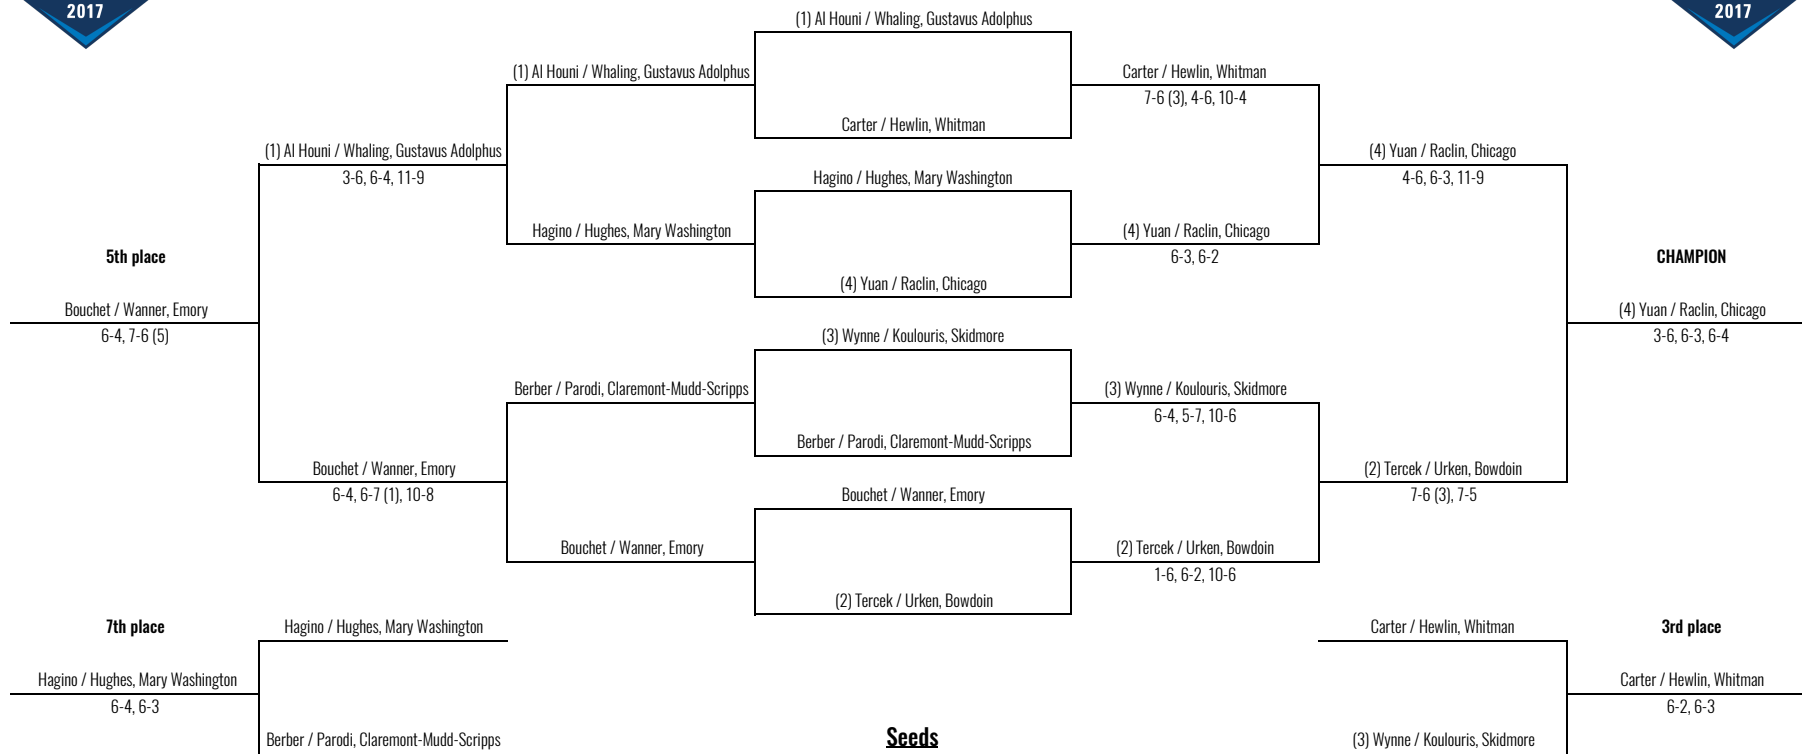 2017
2017
(1) Al Houni / Whaling, Gustavus Adolphus
(1) Al Houni / Whaling, Gustavus Adolphus
Carter / Hewlin, Whitman
7-6 (3), 4-6, 10-4
Carter / Hewlin, Whitman
(1) Al Houni / Whaling, Gustavus Adolphus
3-6, 6-4, 11-9
(4) Yuan / Raclin, Chicago
4-6, 6-3, 11-9
Hagino / Hughes, Mary Washington
Hagino / Hughes, Mary Washington
(4) Yuan / Raclin, Chicago
6-3, 6-2
5th place
CHAMPION
(4) Yuan / Raclin, Chicago
Bouchet / Wanner, Emory
6-4, 7-6 (5)
(4) Yuan / Raclin, Chicago
3-6, 6-3, 6-4
(3) Wynne / Koulouris, Skidmore
Berber / Parodi, Claremont-Mudd-Scripps
(3) Wynne / Koulouris, Skidmore
6-4, 5-7, 10-6
Berber / Parodi, Claremont-Mudd-Scripps
Bouchet / Wanner, Emory
6-4, 6-7 (1), 10-8
(2) Tercek / Urken, Bowdoin
7-6 (3), 7-5
Bouchet / Wanner, Emory
Bouchet / Wanner, Emory
(2) Tercek / Urken, Bowdoin
1-6, 6-2, 10-6
(2) Tercek / Urken, Bowdoin
7th place
Hagino / Hughes, Mary Washington
Carter / Hewlin, Whitman
3rd place
Hagino / Hughes, Mary Washington
6-4, 6-3
Carter / Hewlin, Whitman
6-2, 6-3
Seeds
Berber / Parodi, Claremont-Mudd-Scripps
(3) Wynne / Koulouris, Skidmore